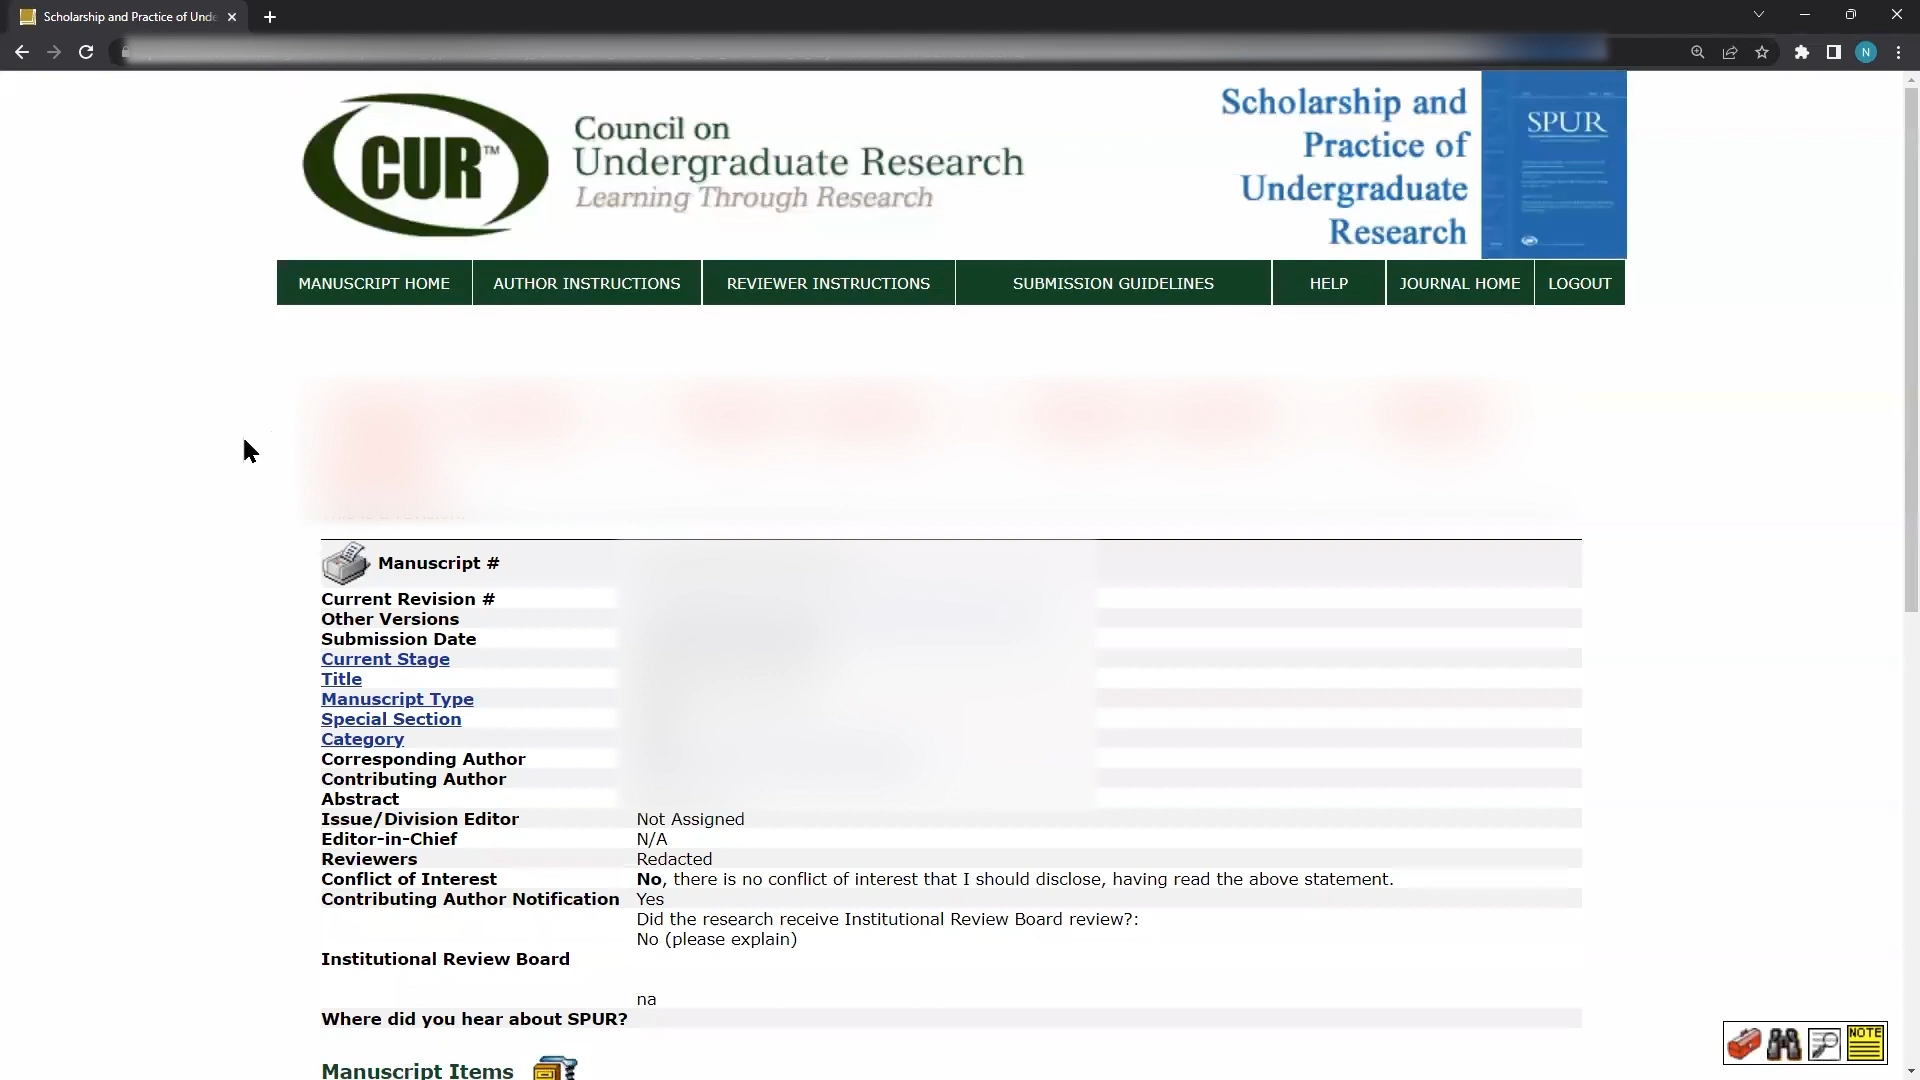 Scholarship and Practice of Unde
N
CUR™
Council on
Undergraduate Research
Learning Through Research
Scholarship and
Practice of
Undergraduate
Research
SPUR
MANUSCRIPT HOME AUTHOR INSTRUCTIONS REVIEWER INSTRUCTIONS SUBMISSION GUIDELINES HELP JOURNAL HOME LOGOUT
Manuscript #
Current Revision #
Other Versions
Submission Date
Current Stage
Title
Manuscript Type
Special Section
Category
Corresponding Author
Contributing Author
Abstract
Issue/Division Editor Not Assigned
Editor-in-Chief N/A
Reviewers Redacted
Conflict of Interest No, there is no conflict of interest that I should disclose, having read the above statement.
Contributing Author Notification Yes
Did the research receive Institutional Review Board review?:
No (please explain)
Institutional Review Board
na
Where did you hear about SPUR?
Manuscript Items
NOTE